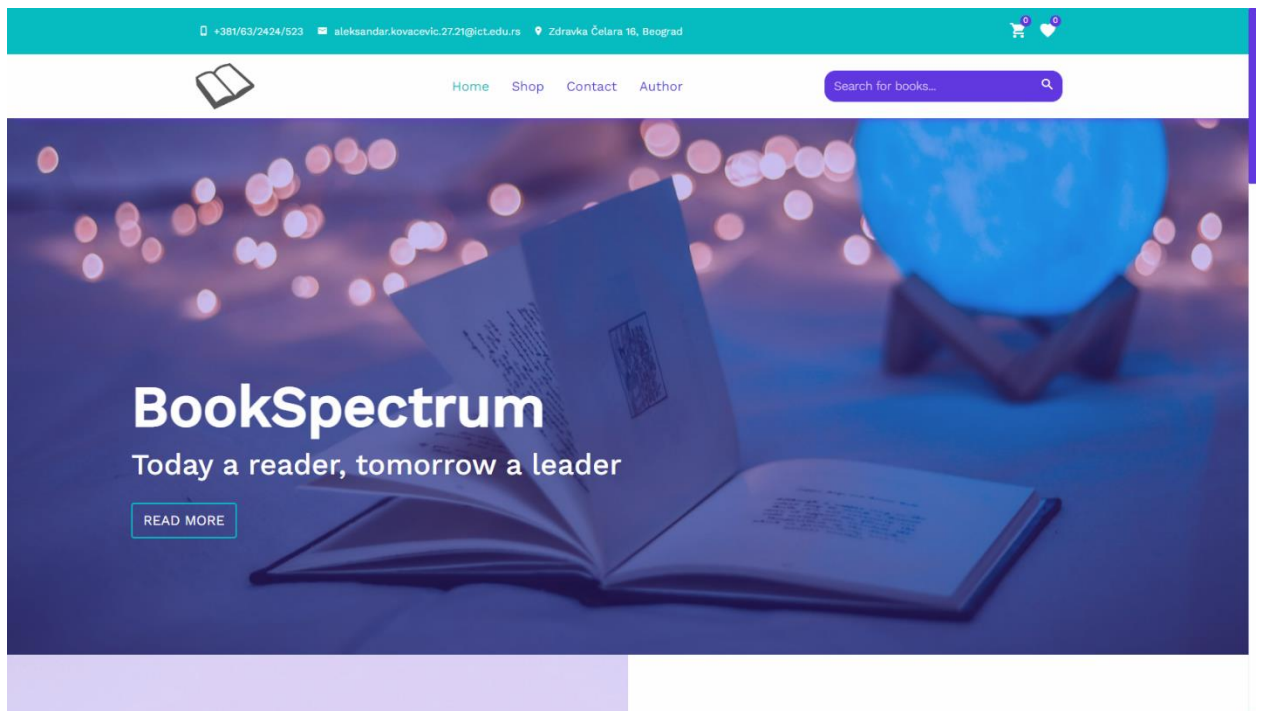 +381/63/2424/523 aleksandar.kovacevic.27.21@ict.edu.rs Zdravka Čelara 16, Beograd 0 0
Home Shop Contact Author Search for books...
BookSpectrum
Today a reader, tomorrow a leader
READ MORE